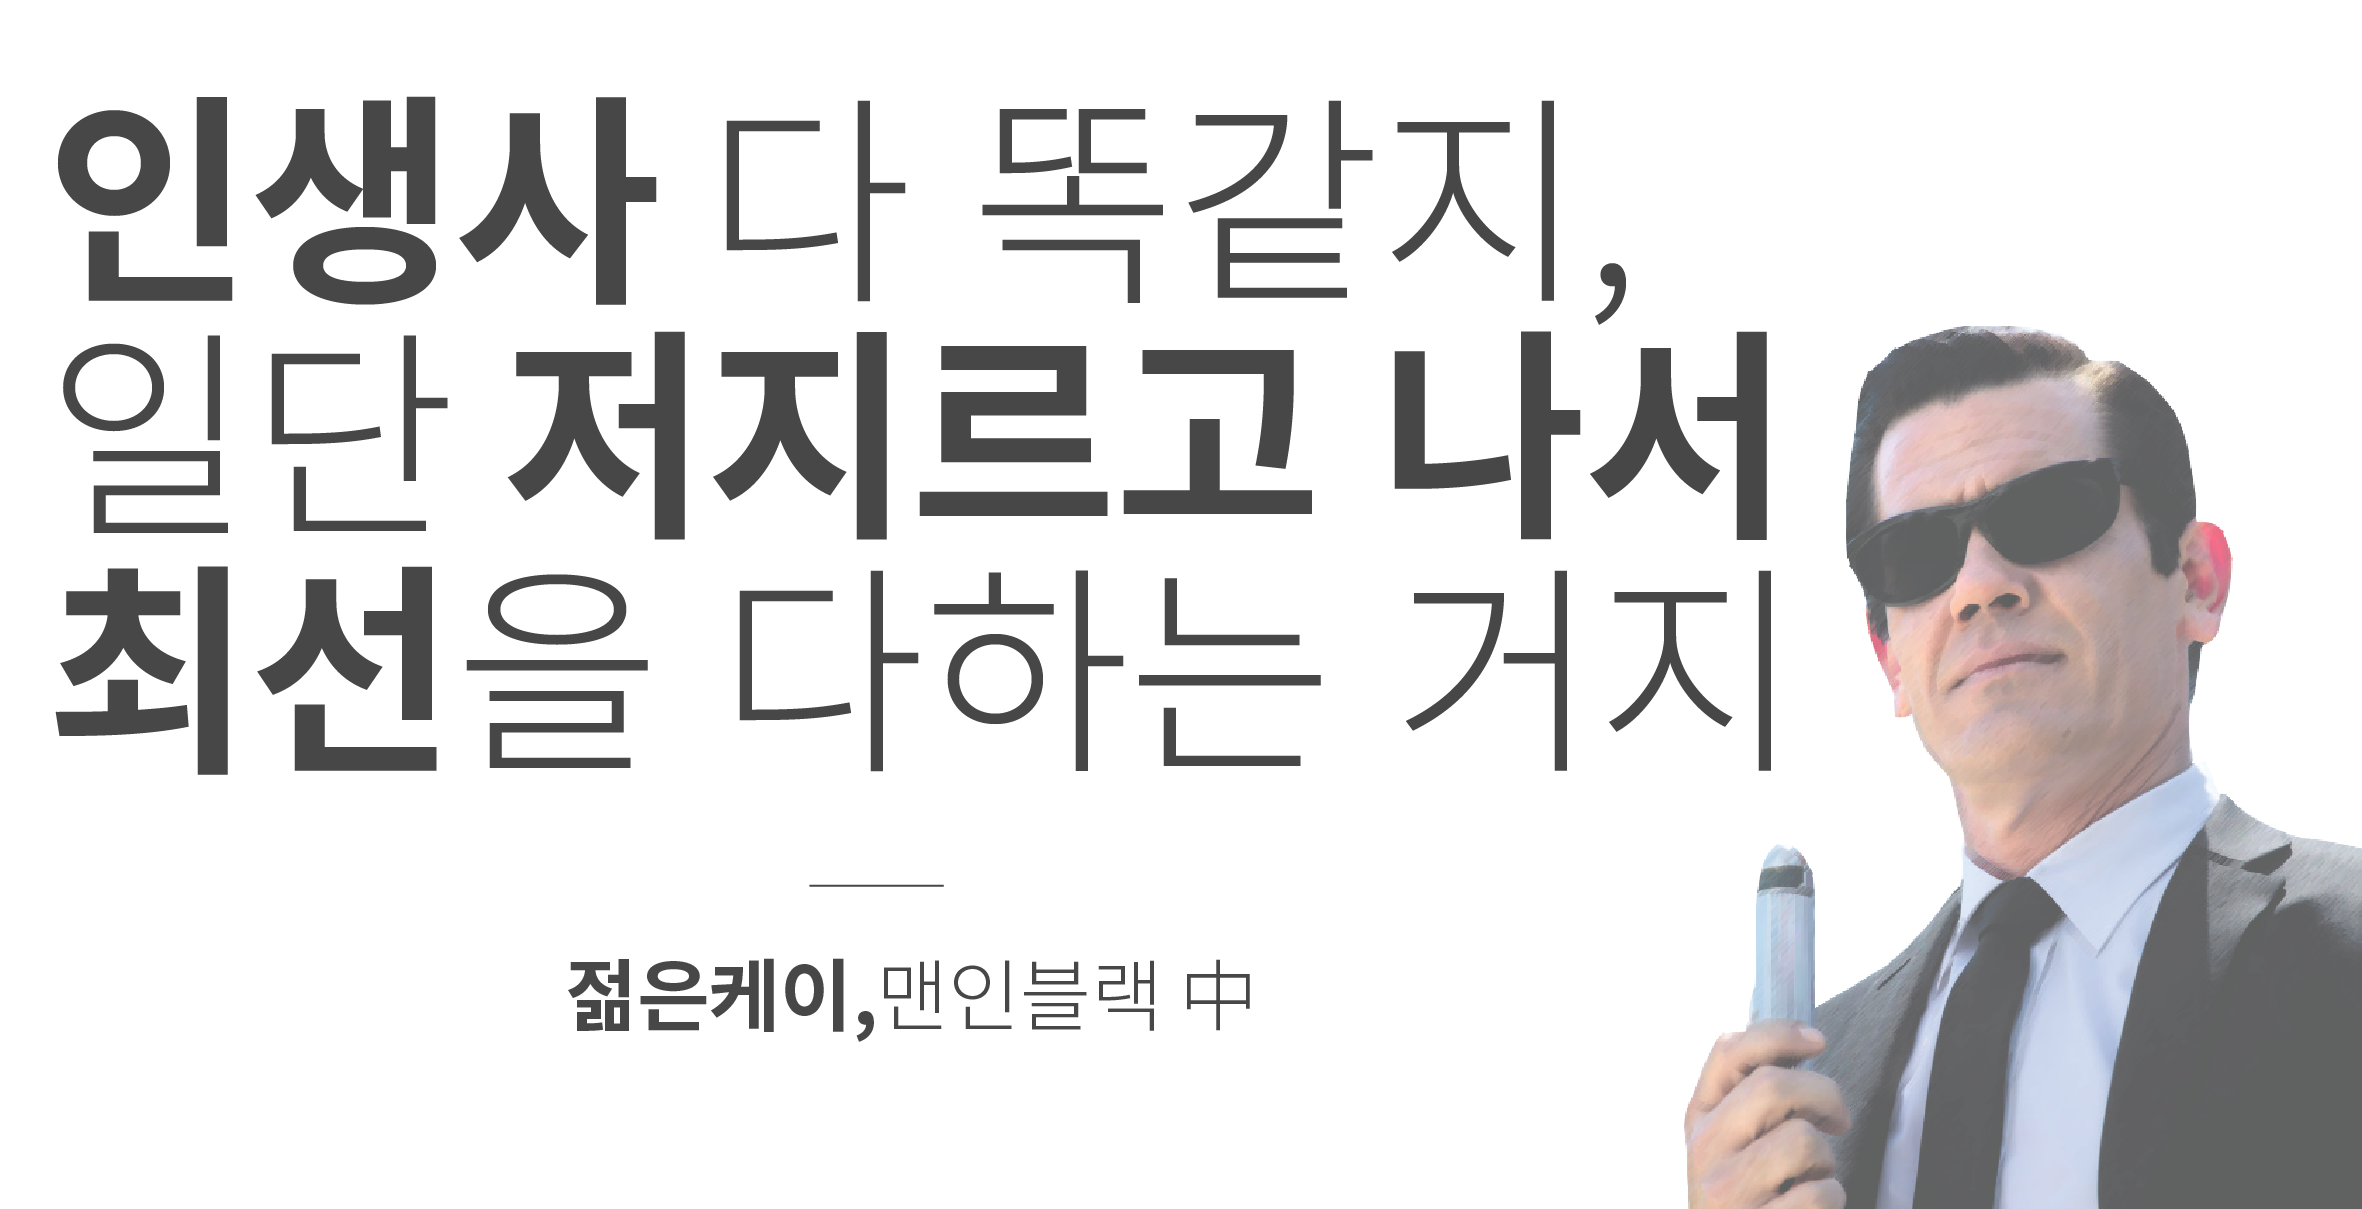 인생사 다 똑같지,
일단 저지르고 나서
최선을 다하는 거지
젊은케이,맨인블랙 中